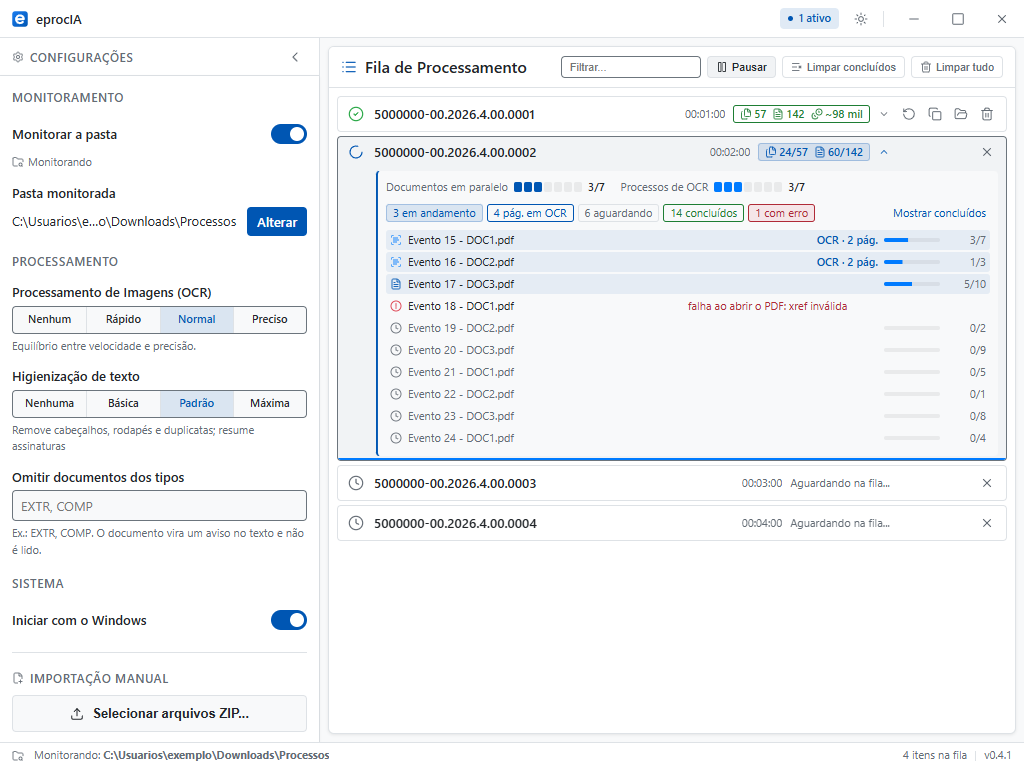 eprocIA
1 ativo
CONFIGURAÇÕES
MONITORAMENTO
Monitorar a pasta
Monitorando
Pasta monitorada
C:\Usuarios\e...o\Downloads\Processos
Alterar
PROCESSAMENTO
Processamento de Imagens (OCR)
Nenhum Rápido Normal Preciso
Equilíbrio entre velocidade e precisão.
Higienização de texto
Nenhuma Básica Padrão Máxima
Remove cabeçalhos, rodapés e duplicatas; resume
assinaturas
Omitir documentos dos tipos
EXTR, COMP
Ex.: EXTR, COMP. O documento vira um aviso no texto e não
é lido.
SISTEMA
Iniciar com o Windows
IMPORTAÇÃO MANUAL
Selecionar arquivos ZIP...
Fila de Processamento
Filtrar...
Pausar
Limpar concluídos
Limpar tudo
5000000-00.2026.4.00.0001 00:01:00 57 142 ~98 mil
5000000-00.2026.4.00.0002 00:02:00 24/57 60/142
Documentos em paralelo 3/7 Processos de OCR 3/7
3 em andamento 4 pág. em OCR 6 aguardando 14 concluídos 1 com erro Mostrar concluídos
Evento 15 - DOC1.pdf OCR · 2 pág. 3/7
Evento 16 - DOC2.pdf OCR · 2 pág. 1/3
Evento 17 - DOC3.pdf 5/10
Evento 18 - DOC1.pdf falha ao abrir o PDF: xref inválida
Evento 19 - DOC2.pdf 0/2
Evento 20 - DOC3.pdf 0/9
Evento 21 - DOC1.pdf 0/5
Evento 22 - DOC2.pdf 0/1
Evento 23 - DOC3.pdf 0/8
Evento 24 - DOC1.pdf 0/4
5000000-00.2026.4.00.0003 00:03:00 Aguardando na fila...
5000000-00.2026.4.00.0004 00:04:00 Aguardando na fila...
Monitorando: C:\Usuarios\exemplo\Downloads\Processos
4 itens na fila v0.4.1